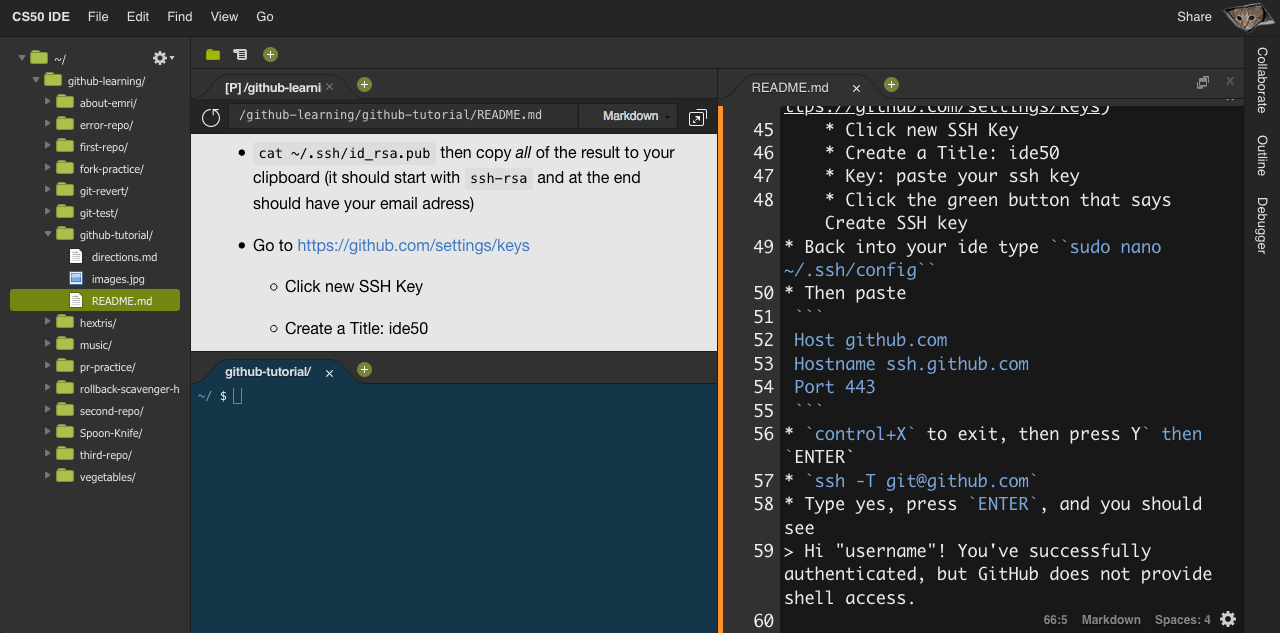 CS50 IDE File Edit Find View Go Share
~/
github-learning/
about-emri/
error-repo/
first-repo/
fork-practice/
git-revert/
git-test/
github-tutorial/
directions.md
images.jpg
README.md
hextris/
music/
pr-practice/
rollback-scavenger-h
second-repo/
Spoon-Knife/
third-repo/
vegetables/
[P] /github-learni
/github-learning/github-tutorial/README.md Markdown
• cat ~/.ssh/id_rsa.pub then copy all of the result to your
clipboard (it should start with ssh-rsa and at the end
should have your email adress)
• Go to https://github.com/settings/keys
Click new SSH Key
Create a Title: ide50
github-tutorial/
~/ $
README.md
ttps://github.com/settings/keys)
45 * Click new SSH Key
46 * Create a Title: ide50
47 * Key: paste your ssh key
48 * Click the green button that says
Create SSH key
49 * Back into your ide type ``sudo nano
~/.ssh/config``
50 * Then paste
51 ```
52 Host github.com
53 Hostname ssh.github.com
54 Port 443
55 ```
56 * `control+X` to exit, then press Y` then
`ENTER`
57 * `ssh -T git@github.com`
58 * Type yes, press `ENTER`, and you should
see
59 > Hi "username"! You've successfully
authenticated, but GitHub does not provide
shell access.
60
66:5 Markdown Spaces: 4
Collaborate
Outline
Debugger